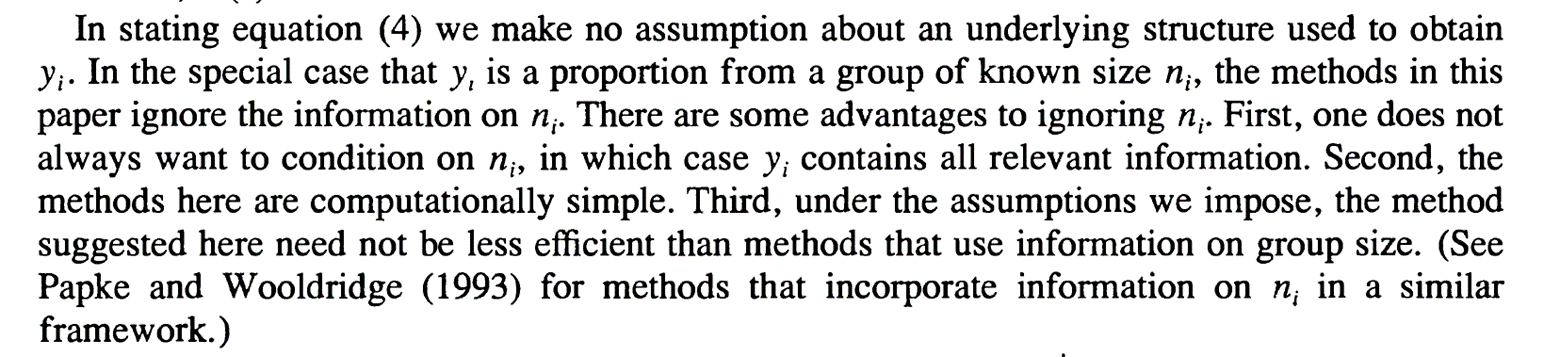 In stating equation (4) we make no assumption about an underlying structure used to obtain
yᵢ. In the special case that yᵢ is a proportion from a group of known size nᵢ, the methods in this
paper ignore the information on nᵢ. There are some advantages to ignoring nᵢ. First, one does not
always want to condition on nᵢ, in which case yᵢ contains all relevant information. Second, the
methods here are computationally simple. Third, under the assumptions we impose, the method
suggested here need not be less efficient than methods that use information on group size. (See
Papke and Wooldridge (1993) for methods that incorporate information on nᵢ in a similar
framework.)